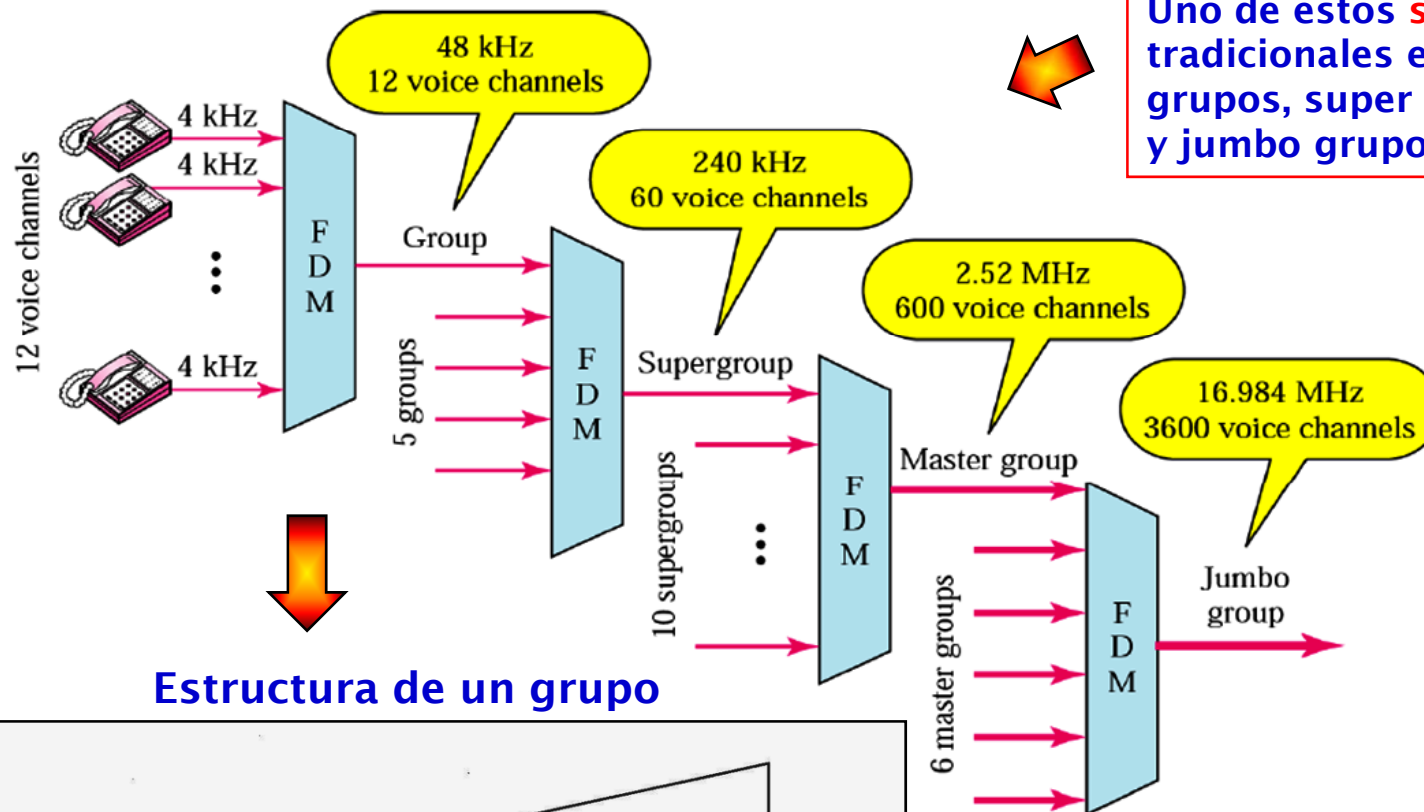 Uno de estos
tradicionales
grupos, super
y jumbo grupo
48 kHz
12 voice channels
4 kHz
4 kHz
4 kHz
12 voice channels
F
D
M
Group
240 kHz
60 voice channels
5 groups
F
D
M
Supergroup
2.52 MHz
600 voice channels
10 supergroups
F
D
M
Master group
16.984 MHz
3600 voice channels
6 master groups
F
D
M
Jumbo
group
Estructura de un grupo